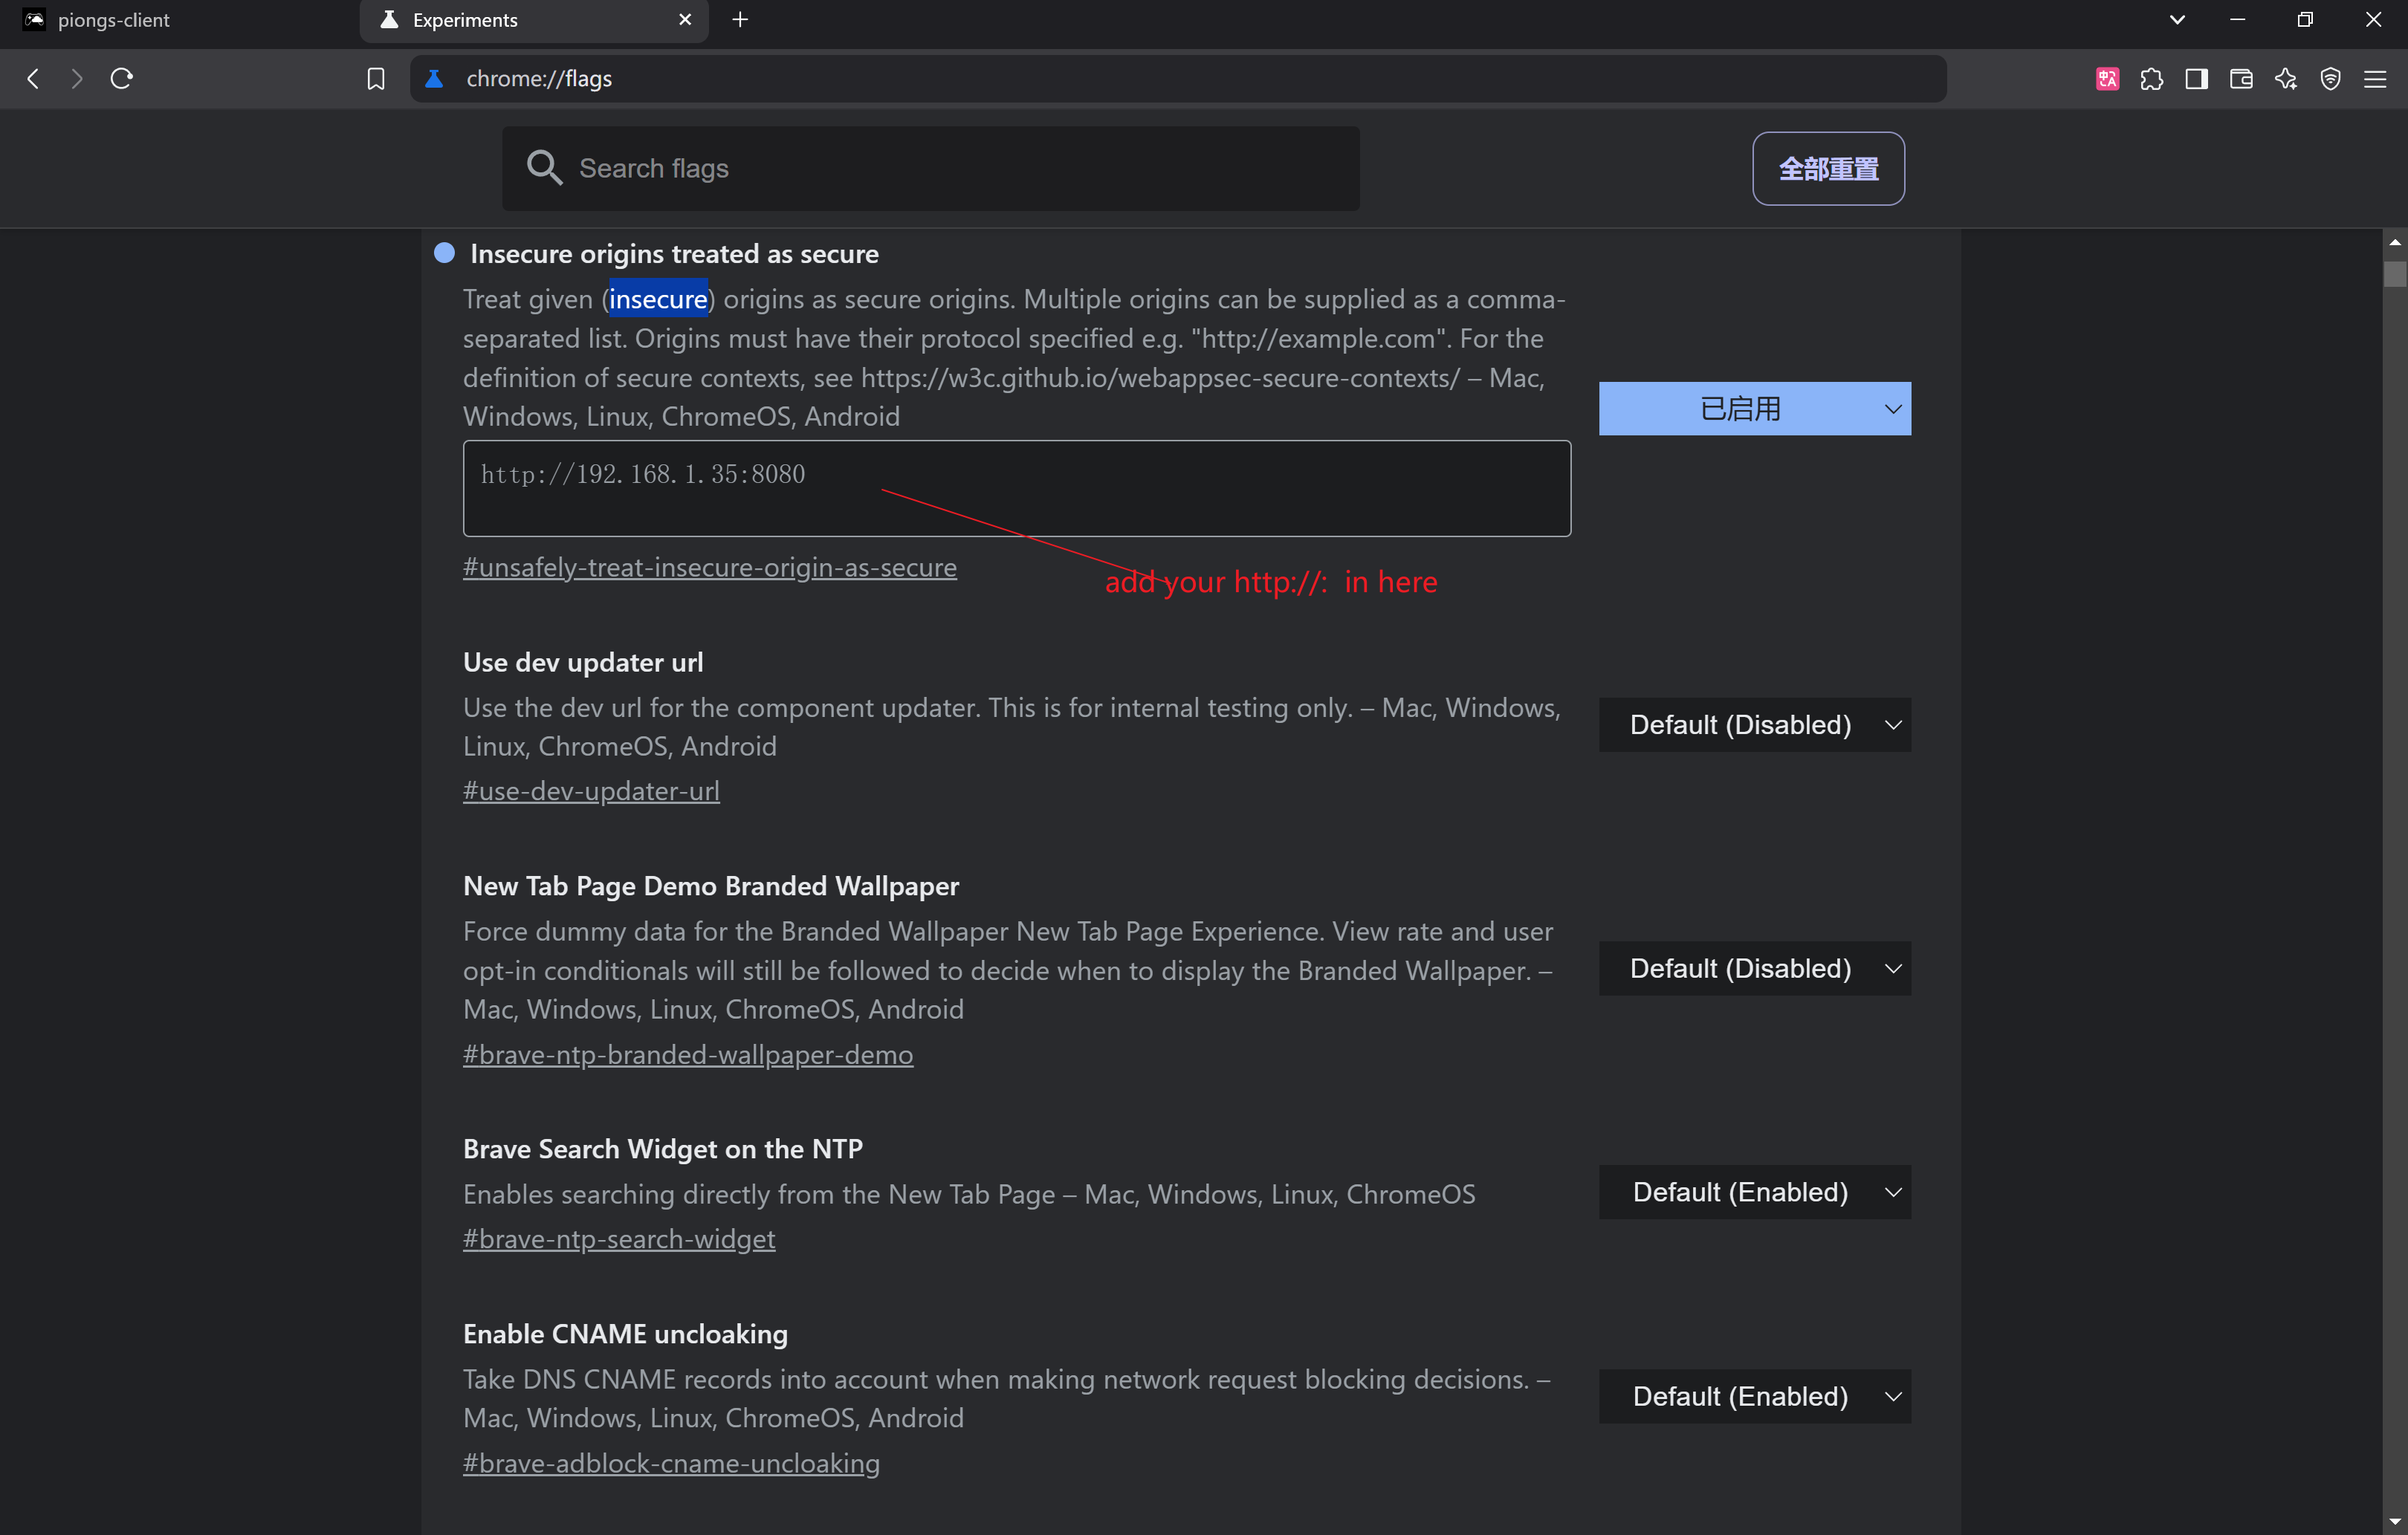 piongs-client
Experiments
chrome://flags
Search flags
全部重置
Insecure origins treated as secure
Treat given (insecure) origins as secure origins. Multiple origins can be supplied as a comma-
separated list. Origins must have their protocol specified e.g. "http://example.com". For the
definition of secure contexts, see https://w3c.github.io/webappsec-secure-contexts/ – Mac,
Windows, Linux, ChromeOS, Android
已启用
http://192.168.1.35:8080
#unsafely-treat-insecure-origin-as-secure
add your http://:  in here
Use dev updater url
Use the dev url for the component updater. This is for internal testing only. – Mac, Windows,
Linux, ChromeOS, Android
Default (Disabled)
#use-dev-updater-url
New Tab Page Demo Branded Wallpaper
Force dummy data for the Branded Wallpaper New Tab Page Experience. View rate and user
opt-in conditionals will still be followed to decide when to display the Branded Wallpaper. –
Mac, Windows, Linux, ChromeOS, Android
Default (Disabled)
#brave-ntp-branded-wallpaper-demo
Brave Search Widget on the NTP
Enables searching directly from the New Tab Page – Mac, Windows, Linux, ChromeOS
Default (Enabled)
#brave-ntp-search-widget
Enable CNAME uncloaking
Take DNS CNAME records into account when making network request blocking decisions. –
Mac, Windows, Linux, ChromeOS, Android
Default (Enabled)
#brave-adblock-cname-uncloaking